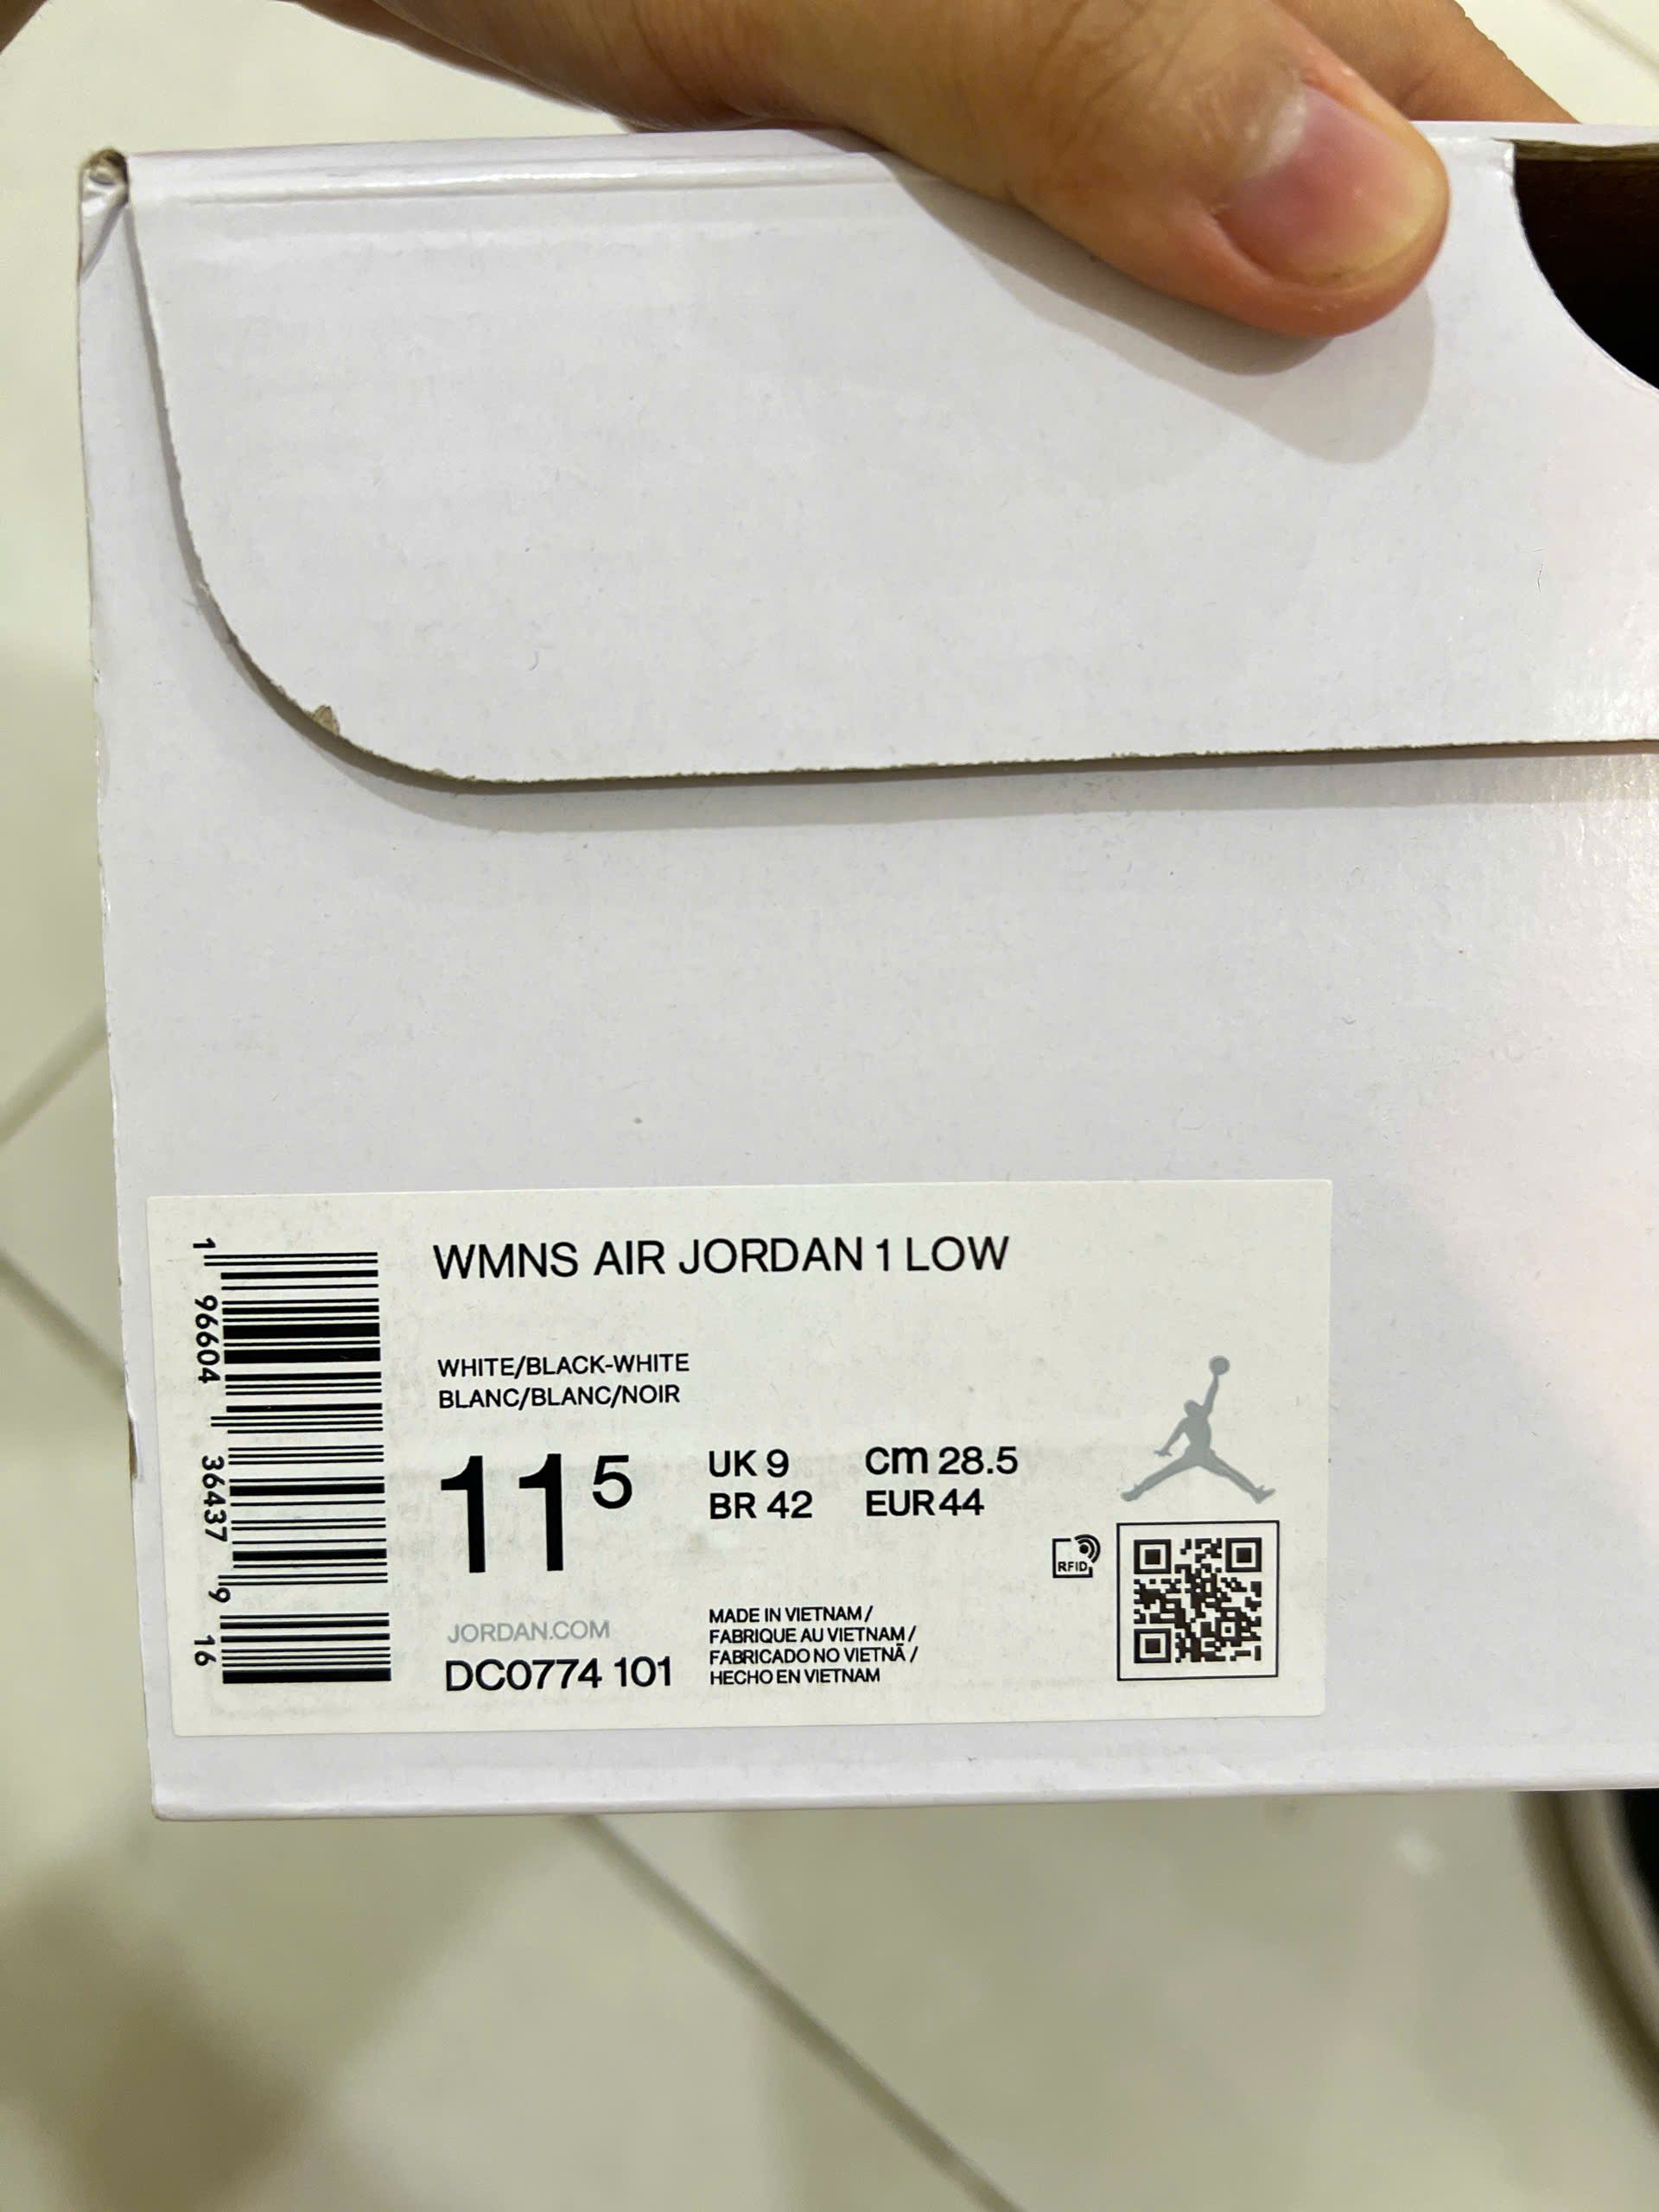 WMNS AIR JORDAN 1 LOW
WHITE/BLACK-WHITE
BLANC/BLANC/NOIR
11 5
UK 9 cm 28.5
BR 42 EUR 44
RFID
JORDAN.COM
DC0774 101
MADE IN VIETNAM/
FABRIQUE AU VIETNAM/
FABRICADO NO VIETNÃ/
HECHO EN VIETNAM
1 96604 36437 9 16